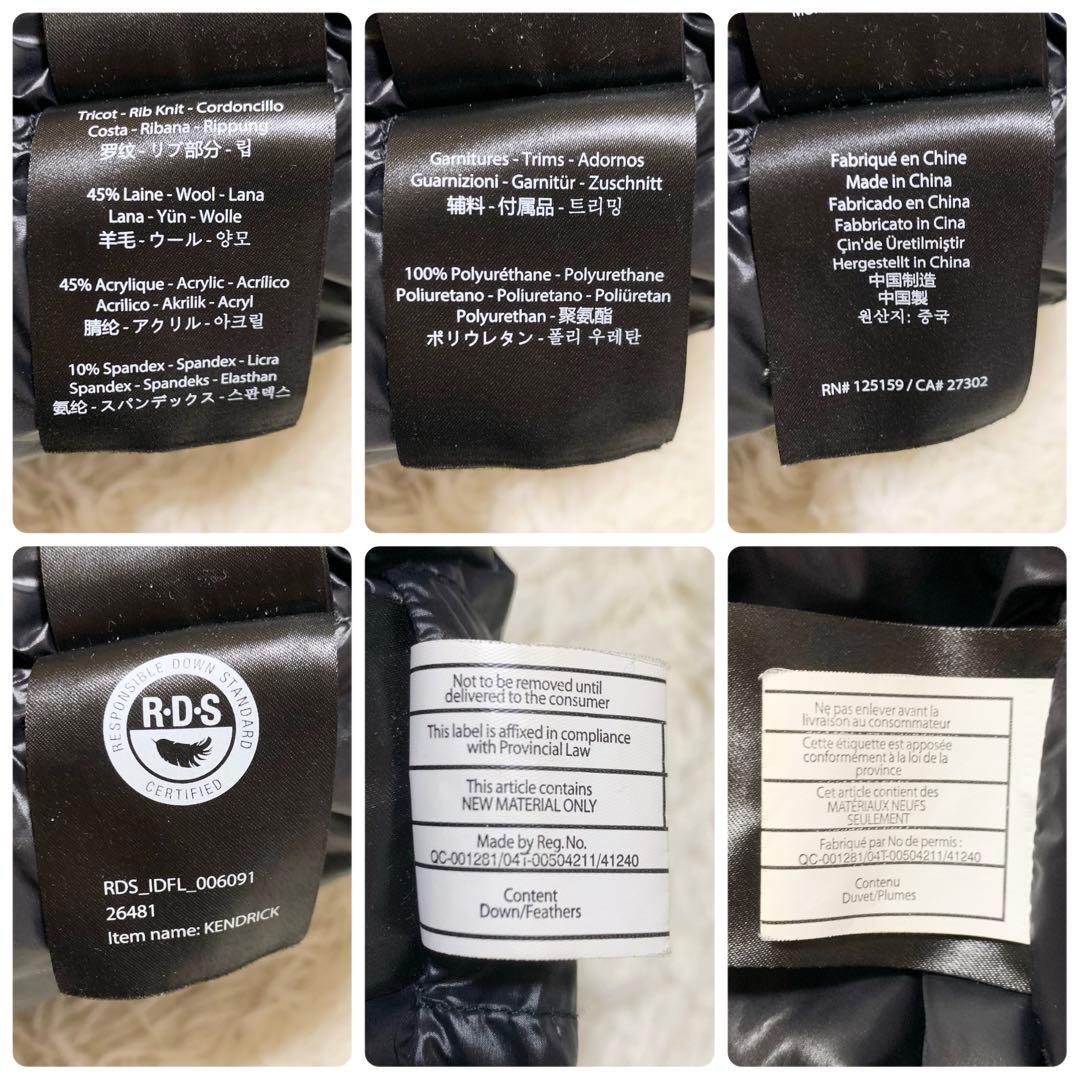 Tricot - Rib Knit - Cordoncillo
Costa - Ribana - Rippung
罗纹 - リブ部分 - 립
45% Laine - Wool - Lana
Lana - Yün - Wolle
羊毛 - ウール - 양모
45% Acrylique - Acrylic - Acrílico
Acrilico - Akrilik - Acryl
腈纶 - アクリル - 아크릴
10% Spandex - Spandex - Licra
Spandex - Spandeks - Elasthan
氨纶 - スパンデックス - 스판덱스
Garnitures - Trims - Adornos
Guarnizioni - Garnitür - Zuschnitt
辅料 - 付属品 - 트리밍
100% Polyuréthane - Polyurethane
Poliuretano - Poliuretano - Poliüretan
Polyurethan - 聚氨酯
ポリウレタン - 폴리 우레탄
Fabriqué en Chine
Made in China
Fabricado en China
Fabbricato in Cina
Çin'de Üretilmiştir
Hergestellt in China
中国制造
中国製
원산지: 중국
RN# 125159 / CA# 27302
RESPONSIBLE DOWN STANDARD
R·D·S
CERTIFIED
RDS_IDFL_006091
26481
Item name: KENDRICK
Not to be removed until
delivered to the consumer
This label is affixed in compliance
with Provincial Law
This article contains
NEW MATERIAL ONLY
Made by Reg.No.
QC-001281/04T-00504211/41240
Content
Down/Feathers
Ne pas enlever avant la
livraison au consommateur
Cette étiquette est apposée
conformément à la loi de la
province
Cet article contient des
MATÉRIAUX NEUFS
SEULEMENT
Fabriqué par No de permis :
QC-001281/04T-00504211/41240
Contenu
Duvet/Plumes